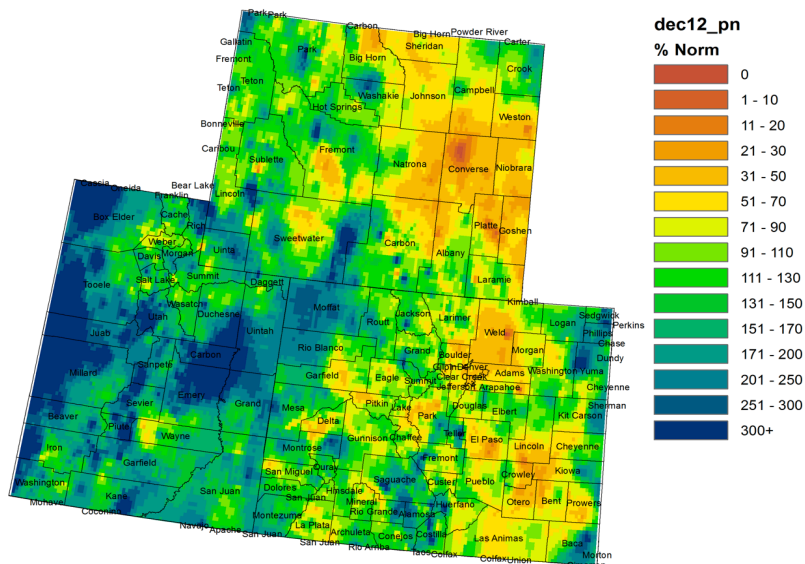 dec12_pn
% Norm
0
1 - 10
11 - 20
21 - 30
31 - 50
51 - 70
71 - 90
91 - 110
111 - 130
131 - 150
151 - 170
171 - 200
201 - 250
251 - 300
300+
Park Park
Carbon
Big Horn
Powder River
Gallatin
Park
Sheridan
Carter
Fremont
Big Horn
Crook
Teton
Campbell
Teton
Washakie
Johnson
Hot Springs
Weston
Bonneville
Fremont
Caribou
Natrona
Converse
Niobrara
Sublette
Cassia
Oneida
Bear Lake
Franklin
Lincoln
Cache
Rich
Box Elder
Platte
Goshen
Weber
Sweetwater
Carbon
Davis
Morgan
Uinta
Albany
Summit
Salt Lake
Tooele
Daggett
Laramie
Wasatch
Kimball
Utah
Duchesne
Uintah
Moffat
Jackson
Larimer
Logan
Sedgwick
Routt
Weld
Phillips
Perkins
Juab
Carbon
Rio Blanco
Grand
Boulder
Morgan
Chase
Sanpete
Dundy
Millard
Garfield
Eagle
Gilpin
Denver
Adams
Washington
Yuma
Summit
Clear Creek
Jefferson
Arapahoe
Cheyenne
Emery
Grand
Mesa
Pitkin
Lake
Park
Douglas
Elbert
Sherman
Kit Carson
Sevier
Beaver
Piute
Wayne
Delta
Gunnison
Chaffee
Teller
El Paso
Lincoln
Cheyenne
Iron
Garfield
Montrose
Fremont
Kiowa
Ouray
San Miguel
Saguache
Custer
Pueblo
Crowley
Washington
Kane
San Juan
Dolores
San Juan
Hinsdale
Mineral
Otero
Bent
Prowers
Mohave
Coconino
Montezuma
Rio Grande
Alamosa
Huerfano
Navajo
Apache
San Juan
La Plata
Archuleta
Conejos
Costilla
Las Animas
Baca
San Juan
Rio Arriba
Taos
Colfax
Colfax
Union
Morton